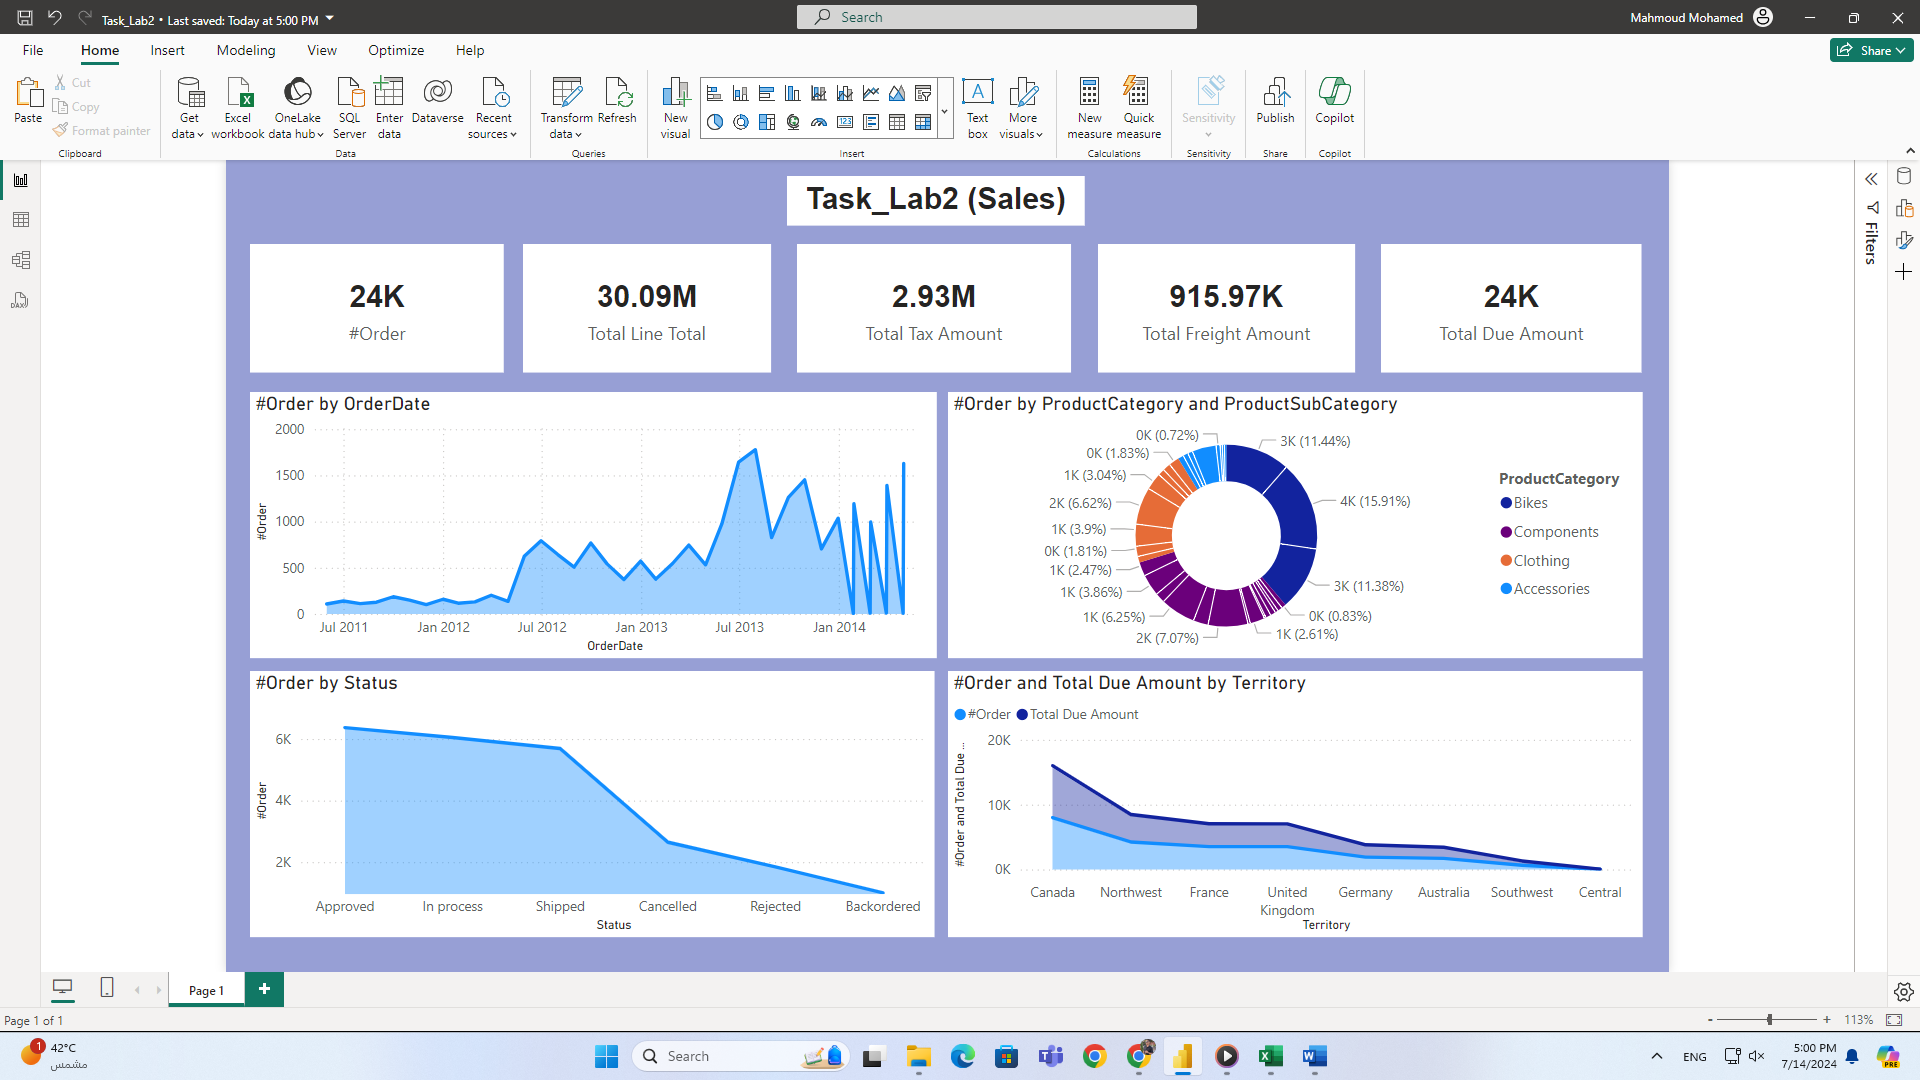 Task_Lab2 • Last saved: Today at 5:00 PM
Search
Mahmoud Mohamed
File
Home
Insert
Modeling
View
Optimize
Help
Share
Paste
Cut
Copy
Format painter
Clipboard
Get data
Excel workbook
OneLake data hub
SQL Server
Enter data
Dataverse
Recent sources
Data
Transform data
Refresh
Queries
New visual
Insert
Text box
More visuals
New measure
Quick measure
Calculations
Sensitivity
Sensitivity
Publish
Share
Copilot
Copilot
DAX
123
Filters
Task_Lab2 (Sales)
24K
#Order
30.09M
Total Line Total
2.93M
Total Tax Amount
915.97K
Total Freight Amount
24K
Total Due Amount
#Order by OrderDate
#Order
2000
1500
1000
500
0
Jul 2011
Jan 2012
Jul 2012
Jan 2013
Jul 2013
Jan 2014
OrderDate
#Order by ProductCategory and ProductSubCategory
0K (0.72%)
0K (1.83%)
1K (3.04%)
2K (6.62%)
1K (3.9%)
0K (1.81%)
1K (2.47%)
1K (3.86%)
1K (6.25%)
2K (7.07%)
3K (11.44%)
4K (15.91%)
3K (11.38%)
0K (0.83%)
1K (2.61%)
ProductCategory
Bikes
Components
Clothing
Accessories
#Order by Status
#Order
6K
4K
2K
Approved
In process
Shipped
Cancelled
Rejected
Backordered
Status
#Order and Total Due Amount by Territory
#Order
Total Due Amount
#Order and Total Due ...
20K
10K
0K
Canada
Northwest
France
United Kingdom
Germany
Australia
Southwest
Central
Territory
Page 1
+
Page 1 of 1
- +
113%
1
42°C
مشمس
Search
ENG
5:00 PM
7/14/2024
PRE